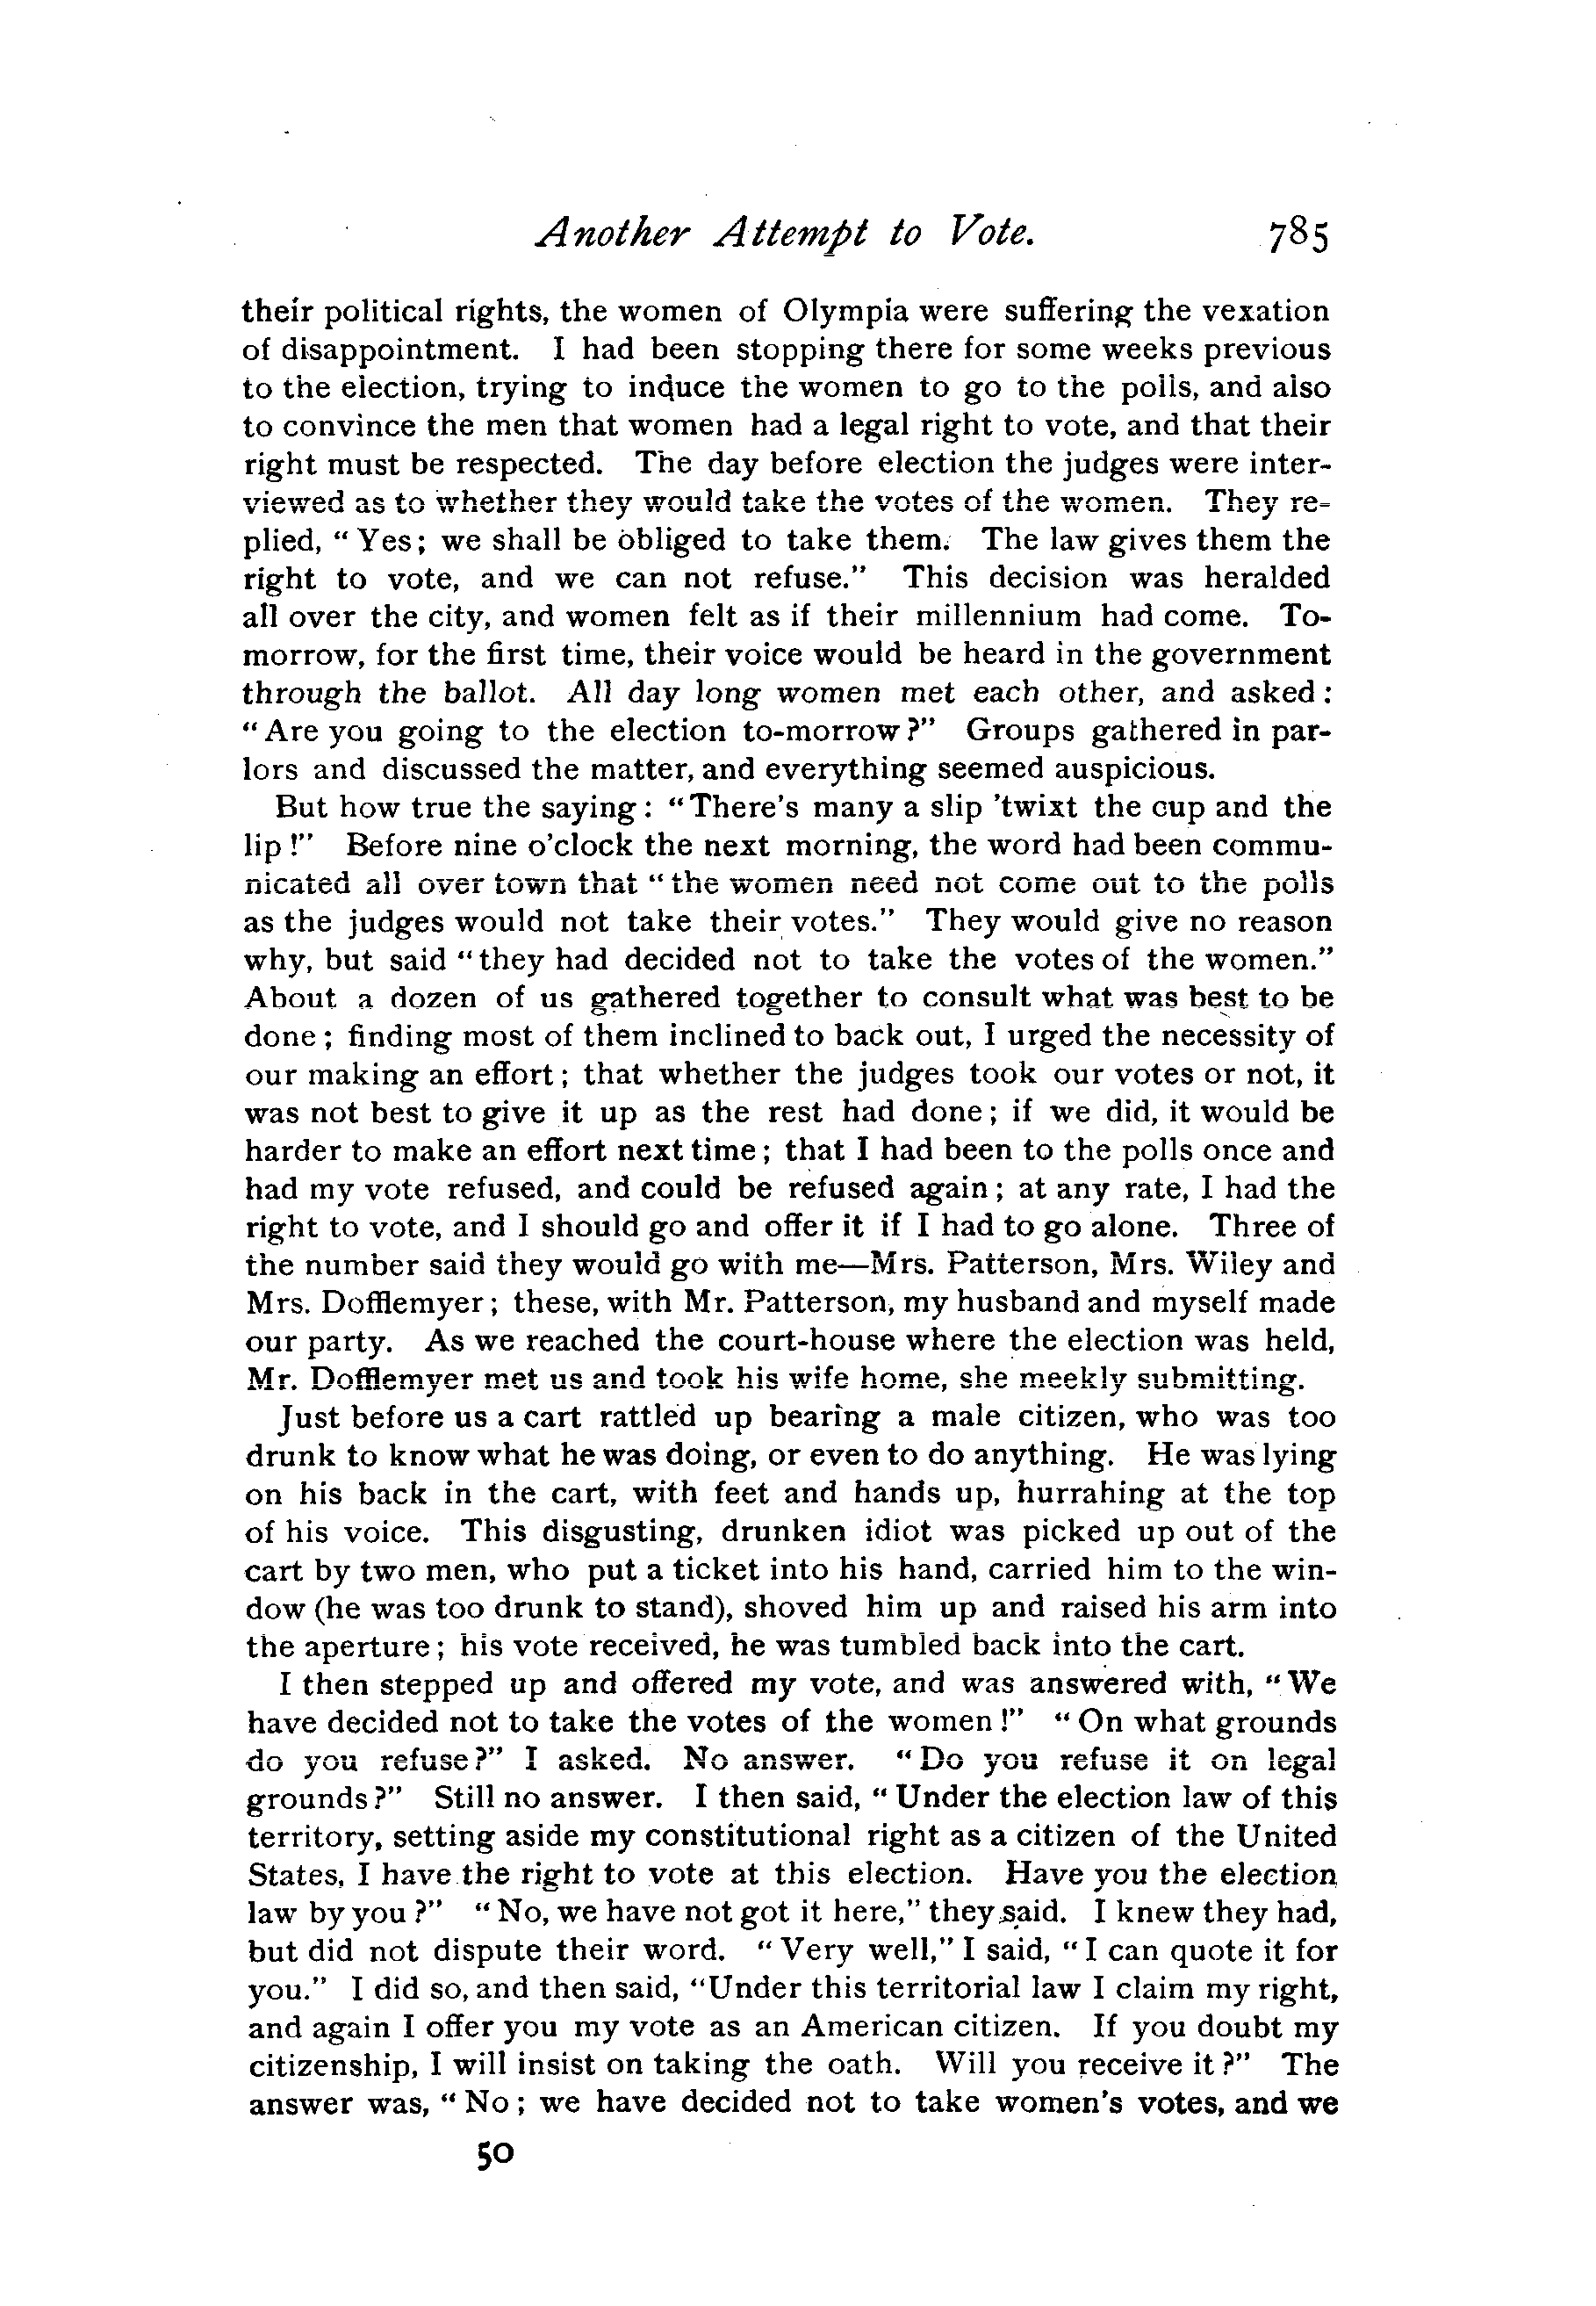 Another Attempt to Vote. 785
their political rights, the women of Olympia were suffering the vexation
of disappointment. I had been stopping there for some weeks previous
to the election, trying to induce the women to go to the polls, and also
to convince the men that women had a legal right to vote, and that their
right must be respected. The day before election the judges were inter-
viewed as to whether they would take the votes of the women. They re-
plied, "Yes; we shall be obliged to take them. The law gives them the
right to vote, and we can not refuse." This decision was heralded
all over the city, and women felt as if their millennium had come. To-
morrow, for the first time, their voice would be heard in the government
through the ballot. All day long women met each other, and asked:
"Are you going to the election to-morrow?" Groups gathered in par-
lors and discussed the matter, and everything seemed auspicious.
But how true the saying: "There's many a slip 'twixt the cup and the
lip!" Before nine o'clock the next morning, the word had been commu-
nicated all over town that "the women need not come out to the polls
as the judges would not take their votes." They would give no reason
why, but said "they had decided not to take the votes of the women."
About a dozen of us gathered together to consult what was best to be
done; finding most of them inclined to back out, I urged the necessity of
our making an effort; that whether the judges took our votes or not, it
was not best to give it up as the rest had done; if we did, it would be
harder to make an effort next time; that I had been to the polls once and
had my vote refused, and could be refused again; at any rate, I had the
right to vote, and I should go and offer it if I had to go alone. Three of
the number said they would go with me—Mrs. Patterson, Mrs. Wiley and
Mrs. Dofflemyer; these, with Mr. Patterson, my husband and myself made
our party. As we reached the court-house where the election was held,
Mr. Dofflemyer met us and took his wife home, she meekly submitting.
Just before us a cart rattled up bearing a male citizen, who was too
drunk to know what he was doing, or even to do anything. He was lying
on his back in the cart, with feet and hands up, hurrahing at the top
of his voice. This disgusting, drunken idiot was picked up out of the
cart by two men, who put a ticket into his hand, carried him to the win-
dow (he was too drunk to stand), shoved him up and raised his arm into
the aperture; his vote received, he was tumbled back into the cart.
I then stepped up and offered my vote, and was answered with, "We
have decided not to take the votes of the women!" "On what grounds
do you refuse?" I asked. No answer. "Do you refuse it on legal
grounds?" Still no answer. I then said, "Under the election law of this
territory, setting aside my constitutional right as a citizen of the United
States, I have the right to vote at this election. Have you the election
law by you?" "No, we have not got it here," they said. I knew they had,
but did not dispute their word. "Very well," I said, "I can quote it for
you." I did so, and then said, "Under this territorial law I claim my right,
and again I offer you my vote as an American citizen. If you doubt my
citizenship, I will insist on taking the oath. Will you receive it?" The
answer was, "No; we have decided not to take women's votes, and we
50